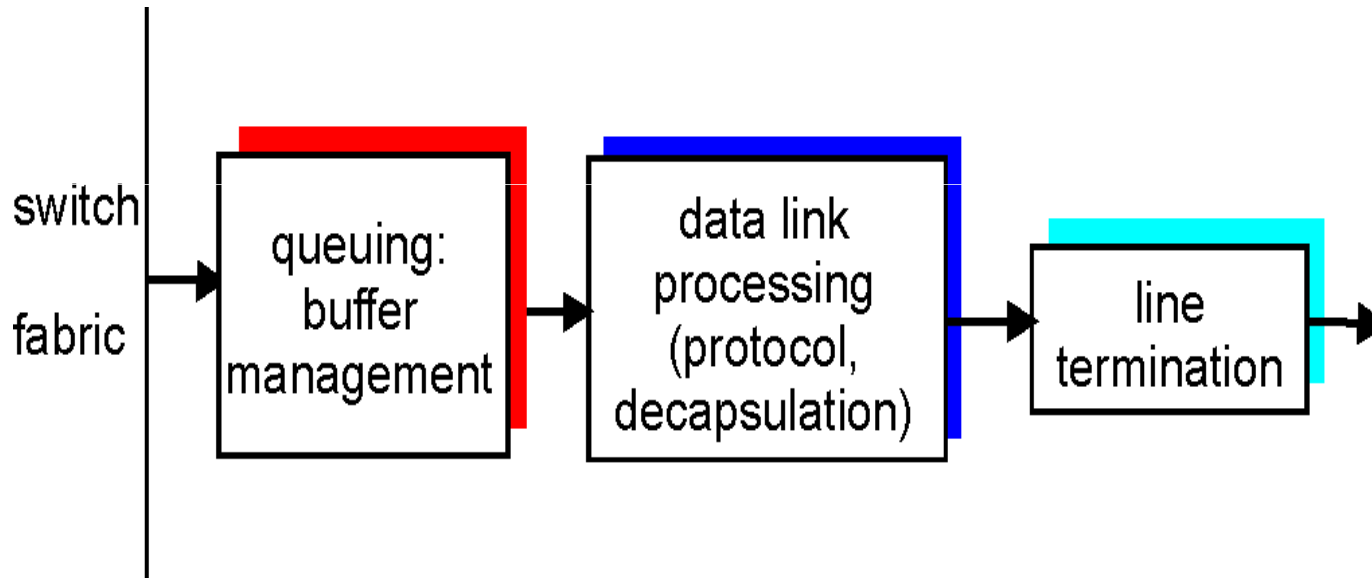 switch
fabric
queuing:
buffer
management
data link
processing
(protocol,
decapsulation)
line
termination